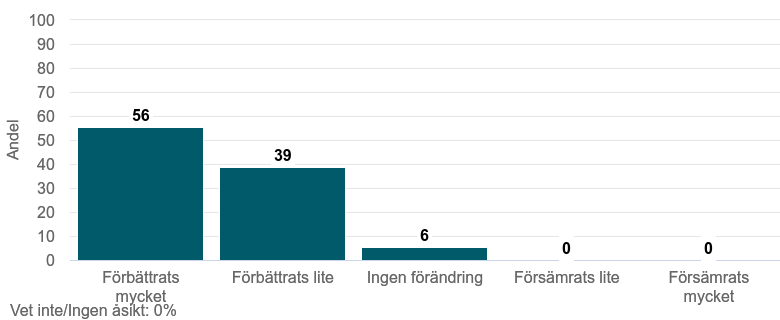 100
90
80
70
60
50
40
30
20
10
0
Andel
56
39
6
0
0
Förbättrats mycket
Förbättrats lite
Ingen förändring
Försämrats lite
Försämrats mycket
Vet inte/Ingen åsikt: 0%